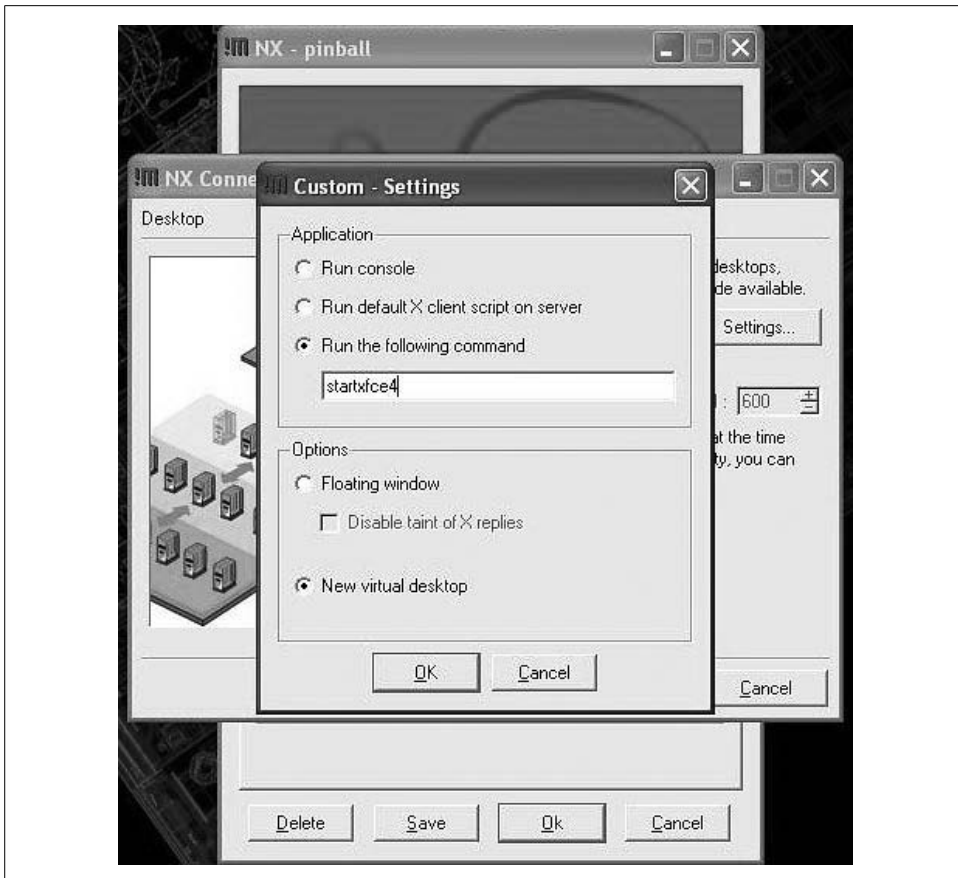 !M NX - pinball
!M NX Conne
Desktop
desktops,
de available.
Settings...
: 600
at the time
ty, you can
Cancel
!M Custom - Settings
Application
Run console
Run default X client script on server
Run the following command
startxfce4
Options
Floating window
Disable taint of X replies
New virtual desktop
OK
Cancel
Delete
Save
Ok
Cancel